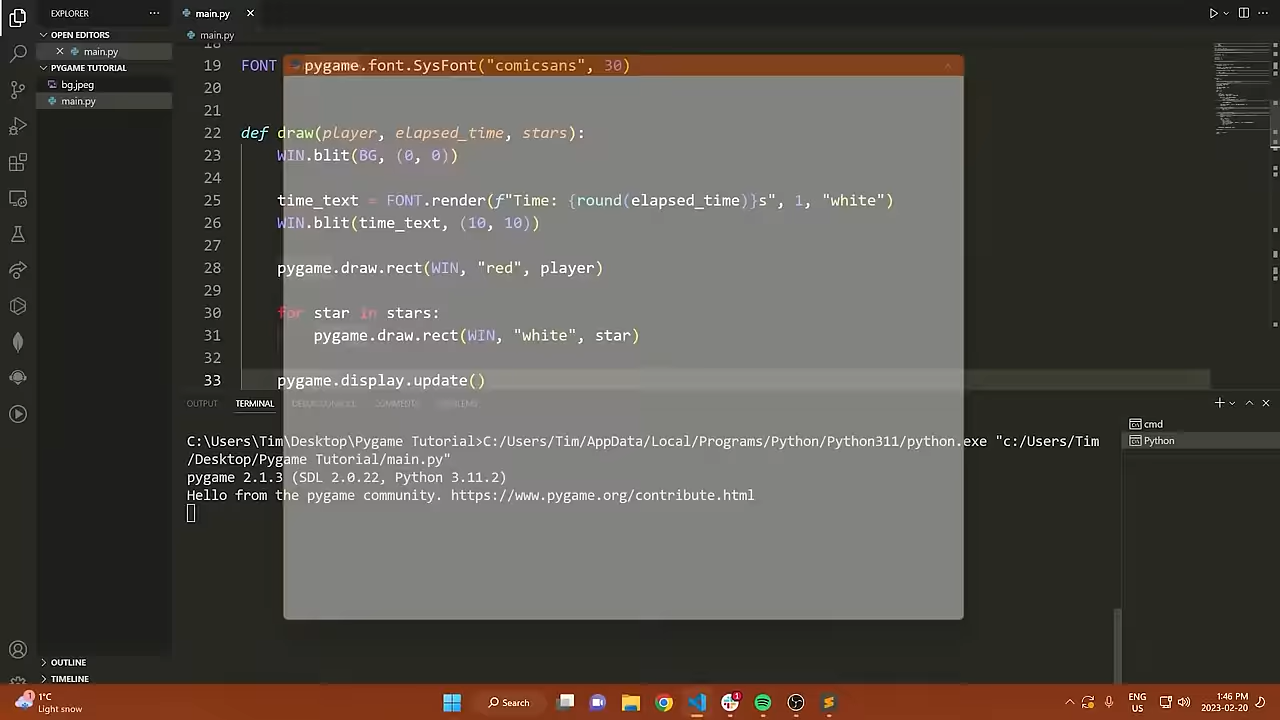 EXPLORER
main.py
OPEN EDITORS
main.py
main.py
PYGAME TUTORIAL
bg.jpeg
main.py
18
19 FONT = pygame.font.SysFont("comicsans", 30)
20
21
22 def draw(player, elapsed_time, stars):
23 WIN.blit(BG, (0, 0))
24
25 time_text = FONT.render(f"Time: {round(elapsed_time)}s", 1, "white")
26 WIN.blit(time_text, (10, 10))
27
28 pygame.draw.rect(WIN, "red", player)
29
30 for star in stars:
31 pygame.draw.rect(WIN, "white", star)
32
33 pygame.display.update()
OUTPUT TERMINAL DEBUG CONSOLE COMMENTS PROBLEMS
C:\Users\Tim\Desktop\Pygame Tutorial>C:/Users/Tim/AppData/Local/Programs/Python/Python311/python.exe "c:/Users/Tim
/Desktop/Pygame Tutorial/main.py"
pygame 2.1.3 (SDL 2.0.22, Python 3.11.2)
Hello from the pygame community. https://www.pygame.org/contribute.html
cmd
Python
OUTLINE
TIMELINE
1
1°C
Light snow
Search
1
ENG
US
1:46 PM
2023-02-20